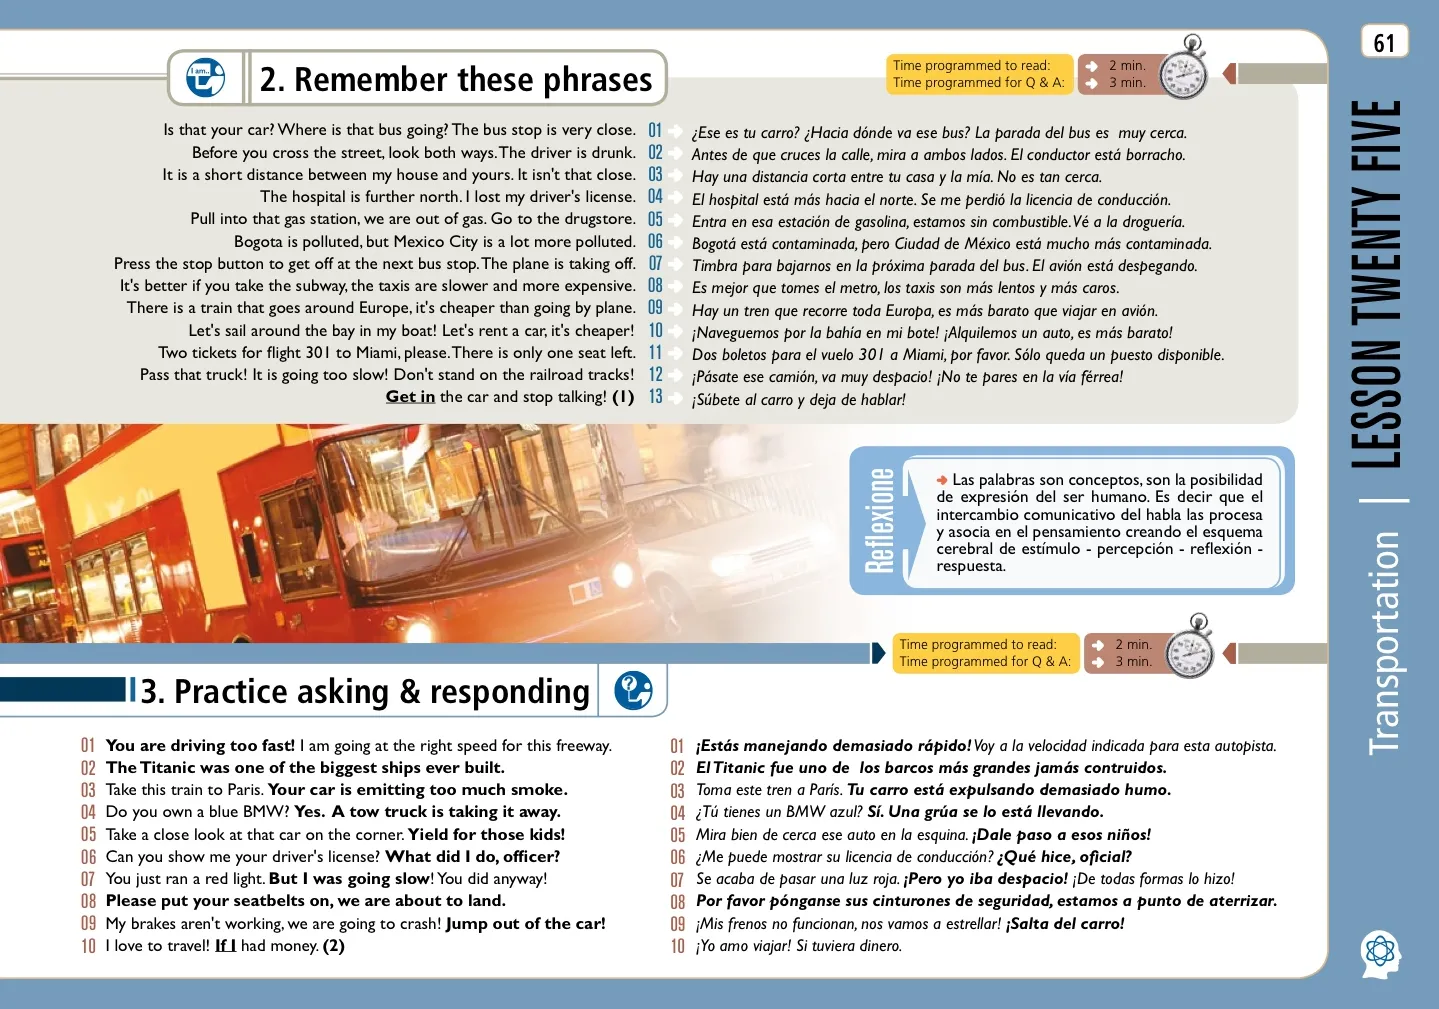 61
I am...
2. Remember these phrases
Time programmed to read: 2 min.
Time programmed for Q & A: 3 min.
Is that your car? Where is that bus going? The bus stop is very close. 01 ¿Ese es tu carro? ¿Hacia dónde va ese bus? La parada del bus es muy cerca.
Before you cross the street, look both ways. The driver is drunk. 02 Antes de que cruces la calle, mira a ambos lados. El conductor está borracho.
It is a short distance between my house and yours. It isn't that close. 03 Hay una distancia corta entre tu casa y la mía. No es tan cerca.
The hospital is further north. I lost my driver's license. 04 El hospital está más hacia el norte. Se me perdió la licencia de conducción.
Pull into that gas station, we are out of gas. Go to the drugstore. 05 Entra en esa estación de gasolina, estamos sin combustible. Vé a la droguería.
Bogota is polluted, but Mexico City is a lot more polluted. 06 Bogotá está contaminada, pero Ciudad de México está mucho más contaminada.
Press the stop button to get off at the next bus stop. The plane is taking off. 07 Timbra para bajarnos en la próxima parada del bus. El avión está despegando.
It's better if you take the subway, the taxis are slower and more expensive. 08 Es mejor que tomes el metro, los taxis son más lentos y más caros.
There is a train that goes around Europe, it's cheaper than going by plane. 09 Hay un tren que recorre toda Europa, es más barato que viajar en avión.
Let's sail around the bay in my boat! Let's rent a car, it's cheaper! 10 ¡Naveguemos por la bahía en mi bote! ¡Alquilemos un auto, es más barato!
Two tickets for flight 301 to Miami, please. There is only one seat left. 11 Dos boletos para el vuelo 301 a Miami, por favor. Sólo queda un puesto disponible.
Pass that truck! It is going too slow! Don't stand on the railroad tracks! 12 ¡Pásate ese camión, va muy despacio! ¡No te pares en la vía férrea!
Get in the car and stop talking! (1) 13 ¡Súbete al carro y deja de hablar!
Reflexione
Las palabras son conceptos, son la posibilidad
de expresión del ser humano. Es decir que el
intercambio comunicativo del habla las procesa
y asocia en el pensamiento creando el esquema
cerebral de estímulo - percepción - reflexión -
respuesta.
Time programmed to read: 2 min.
Time programmed for Q & A: 3 min.
3. Practice asking & responding
01 You are driving too fast! I am going at the right speed for this freeway.
02 The Titanic was one of the biggest ships ever built.
03 Take this train to Paris. Your car is emitting too much smoke.
04 Do you own a blue BMW? Yes. A tow truck is taking it away.
05 Take a close look at that car on the corner. Yield for those kids!
06 Can you show me your driver's license? What did I do, officer?
07 You just ran a red light. But I was going slow! You did anyway!
08 Please put your seatbelts on, we are about to land.
09 My brakes aren't working, we are going to crash! Jump out of the car!
10 I love to travel! If I had money. (2)
01 ¡Estás manejando demasiado rápido! Voy a la velocidad indicada para esta autopista.
02 El Titanic fue uno de los barcos más grandes jamás contruidos.
03 Toma este tren a París. Tu carro está expulsando demasiado humo.
04 ¿Tú tienes un BMW azul? Sí. Una grúa se lo está llevando.
05 Mira bien de cerca ese auto en la esquina. ¡Dale paso a esos niños!
06 ¿Me puede mostrar su licencia de conducción? ¿Qué hice, oficial?
07 Se acaba de pasar una luz roja. ¡Pero yo iba despacio! ¡De todas formas lo hizo!
08 Por favor pónganse sus cinturones de seguridad, estamos a punto de aterrizar.
09 ¡Mis frenos no funcionan, nos vamos a estrellar! ¡Salta del carro!
10 ¡Yo amo viajar! Si tuviera dinero.
Transportation | LESSON TWENTY FIVE